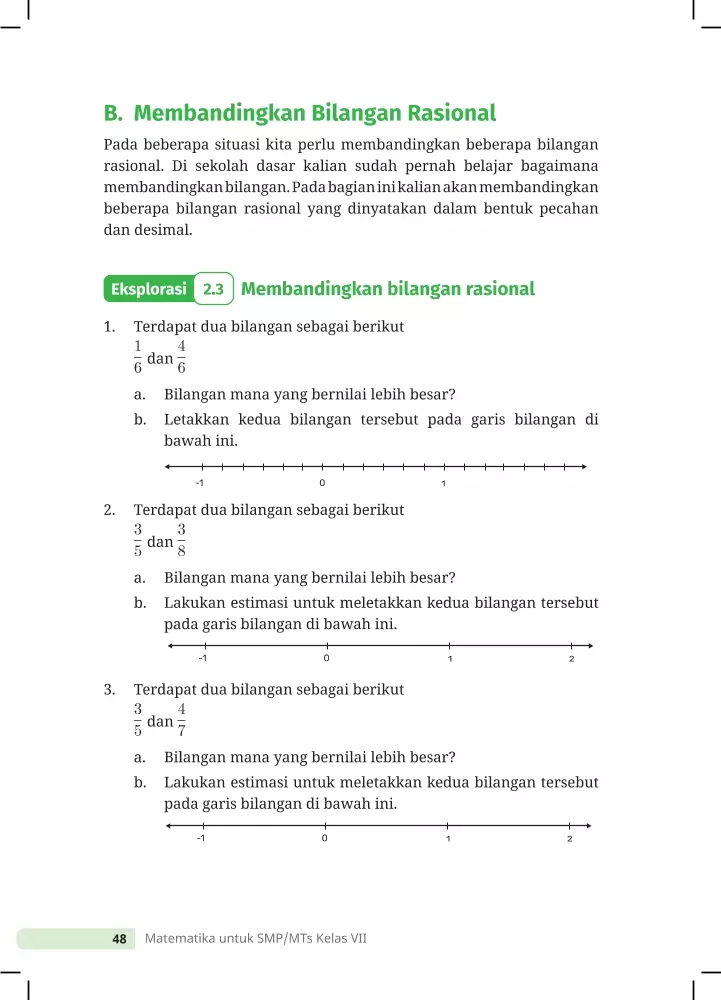 B. Membandingkan Bilangan Rasional
Pada beberapa situasi kita perlu membandingkan beberapa bilangan
rasional. Di sekolah dasar kalian sudah pernah belajar bagaimana
membandingkan bilangan. Pada bagian ini kalian akan membandingkan
beberapa bilangan rasional yang dinyatakan dalam bentuk pecahan
dan desimal.
Eksplorasi 2.3 Membandingkan bilangan rasional
1. Terdapat dua bilangan sebagai berikut
1/6 dan 4/6
a. Bilangan mana yang bernilai lebih besar?
b. Letakkan kedua bilangan tersebut pada garis bilangan di
bawah ini.
-1 0 1
2. Terdapat dua bilangan sebagai berikut
3/5 dan 3/8
a. Bilangan mana yang bernilai lebih besar?
b. Lakukan estimasi untuk meletakkan kedua bilangan tersebut
pada garis bilangan di bawah ini.
-1 0 1 2
3. Terdapat dua bilangan sebagai berikut
3/5 dan 4/7
a. Bilangan mana yang bernilai lebih besar?
b. Lakukan estimasi untuk meletakkan kedua bilangan tersebut
pada garis bilangan di bawah ini.
-1 0 1 2
48 Matematika untuk SMP/MTs Kelas VII